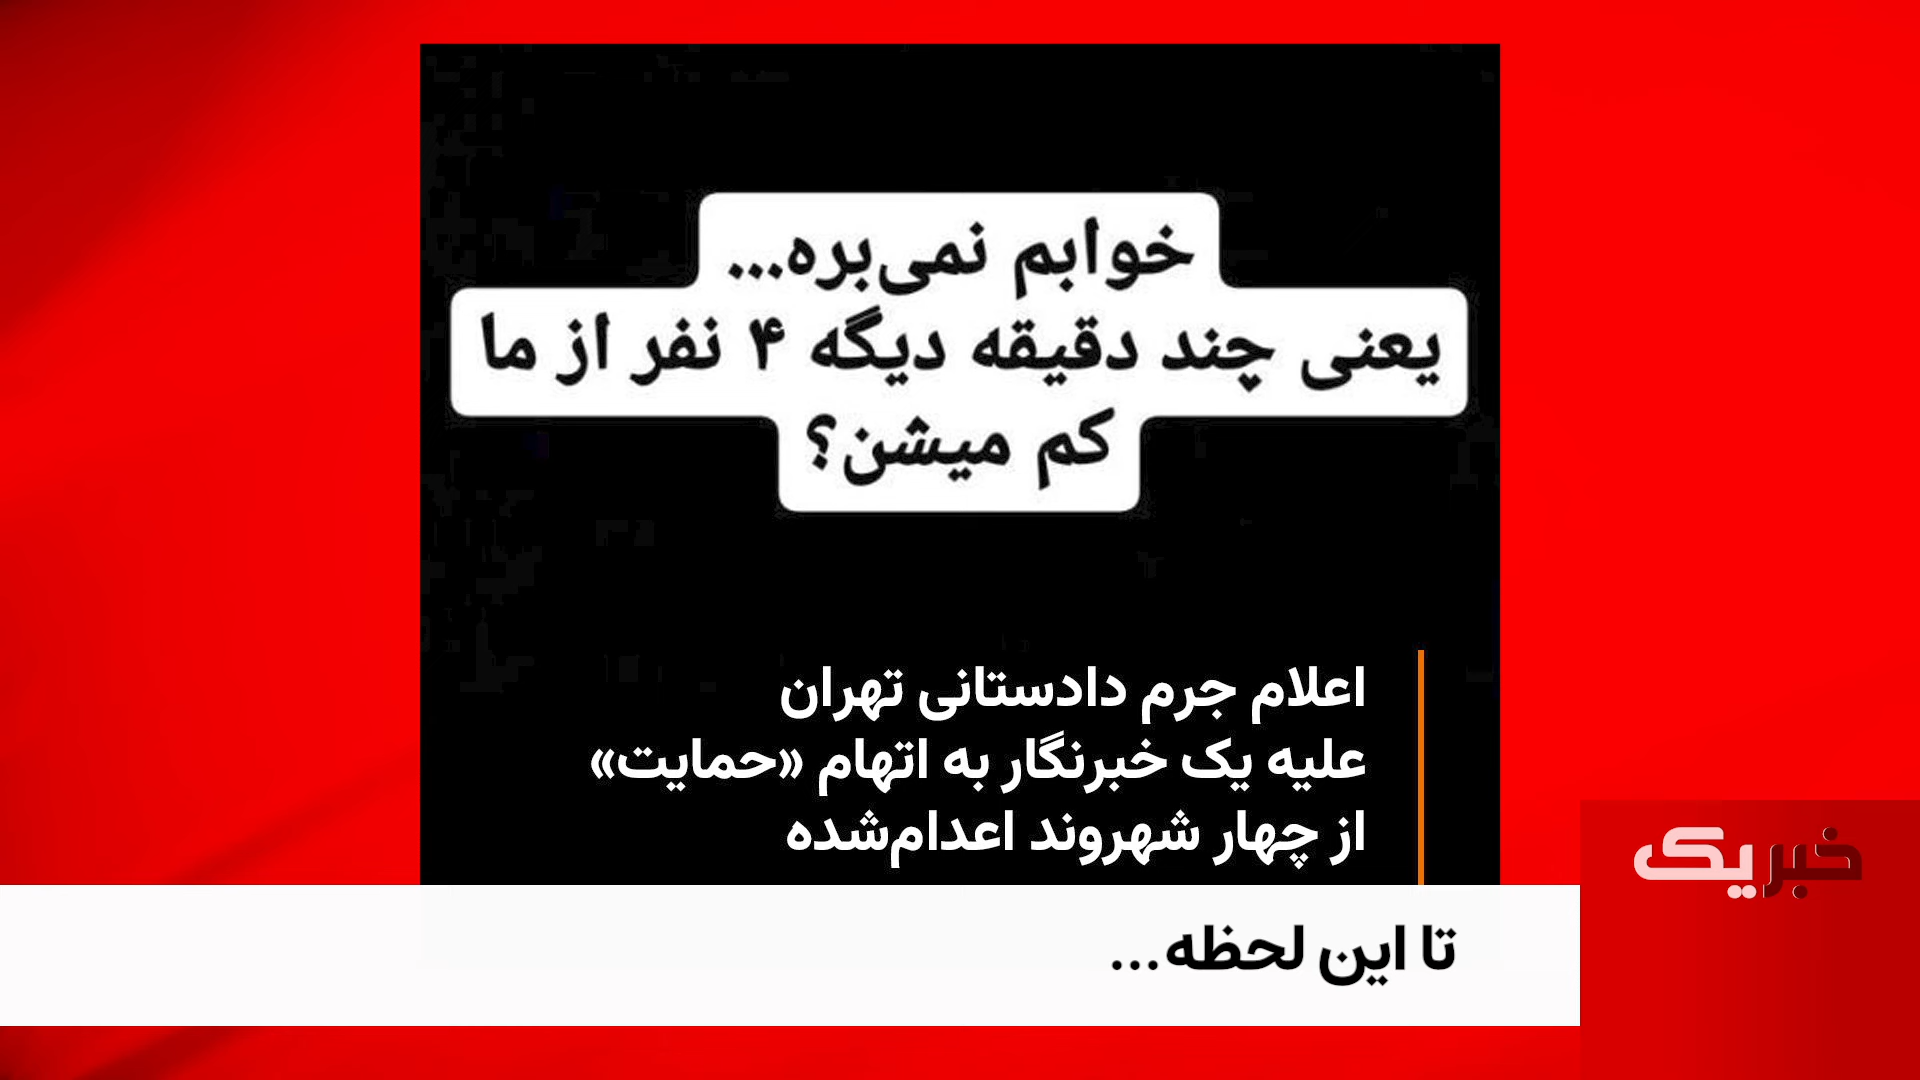 خوابم نمی‌بره...
یعنی چند دقیقه دیگه ۴ نفر از ما
کم میشن؟
اعلام جرم دادستانی تهران
علیه یک خبرنگار به اتهام «حمایت»
از چهار شهروند اعدام‌شده
خبریک
تا این لحظه...